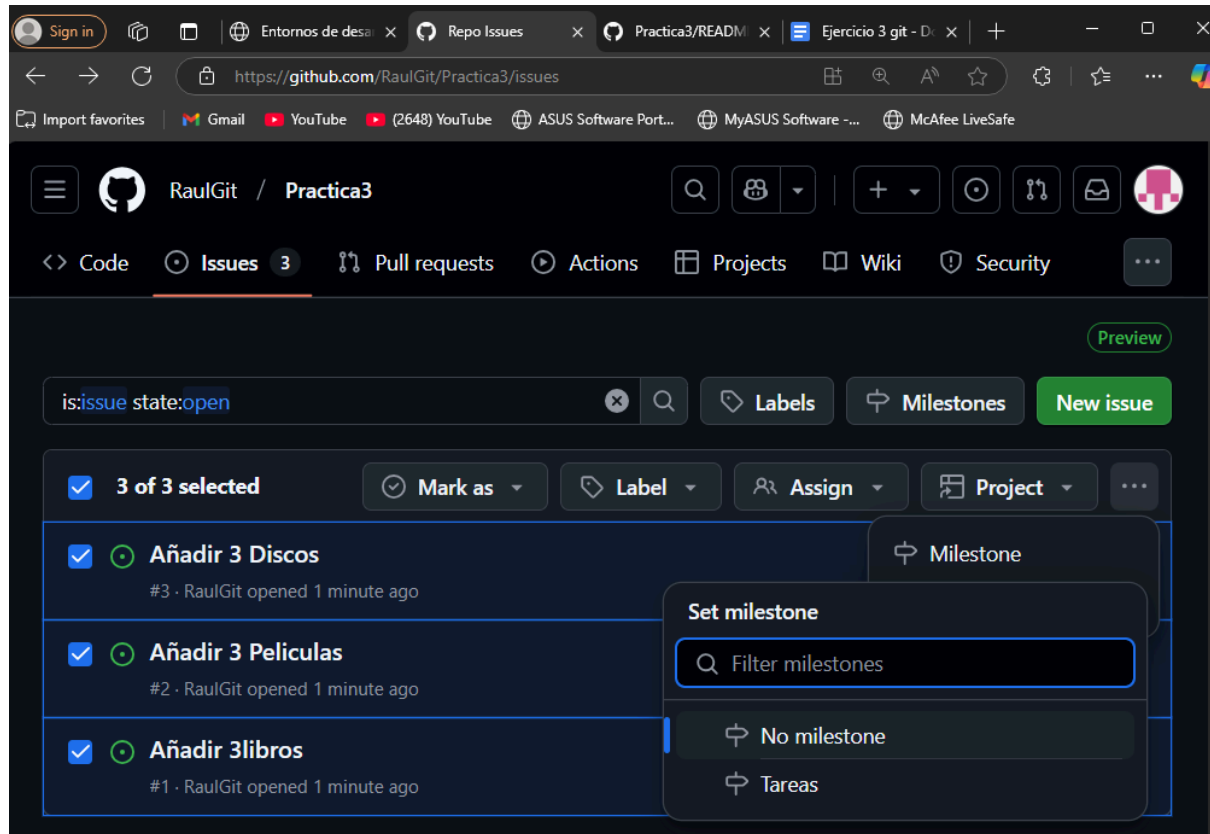 Sign in
Entornos de desa
Repo Issues
Practica3/READM
Ejercicio 3 git - Do
https://github.com/RaulGit/Practica3/issues
Import favorites
Gmail
YouTube
(2648) YouTube
ASUS Software Port...
MyASUS Software -...
McAfee LiveSafe
RaulGit / Practica3
Code
Issues 3
Pull requests
Actions
Projects
Wiki
Security
Preview
is:issue state:open
Labels
Milestones
New issue
3 of 3 selected
Mark as
Label
Assign
Project
Añadir 3 Discos
#3 · RaulGit opened 1 minute ago
Milestone
Set milestone
Filter milestones
Añadir 3 Peliculas
#2 · RaulGit opened 1 minute ago
No milestone
Añadir 3libros
#1 · RaulGit opened 1 minute ago
Tareas